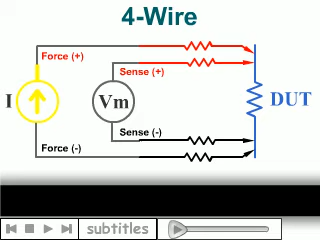 4-Wire
Force (+)
Sense (+)
I
Vm
DUT
Sense (-)
Force (-)
subtitles